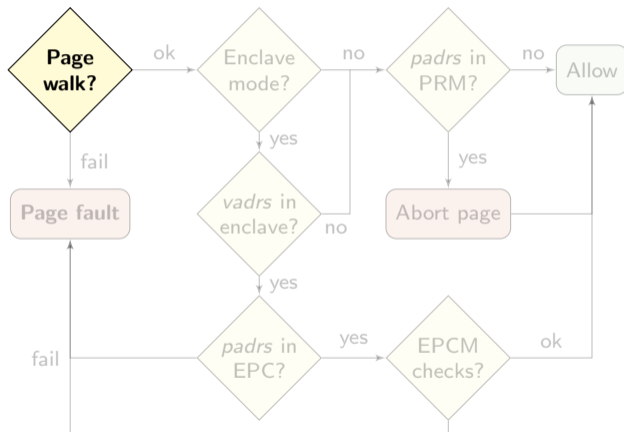 Page
walk?
ok
Enclave
mode?
no
padrs in
PRM?
no
Allow
fail
yes
yes
Page fault
vadrs in
enclave?
no
Abort page
yes
fail
padrs in
EPC?
yes
EPCM
checks?
ok